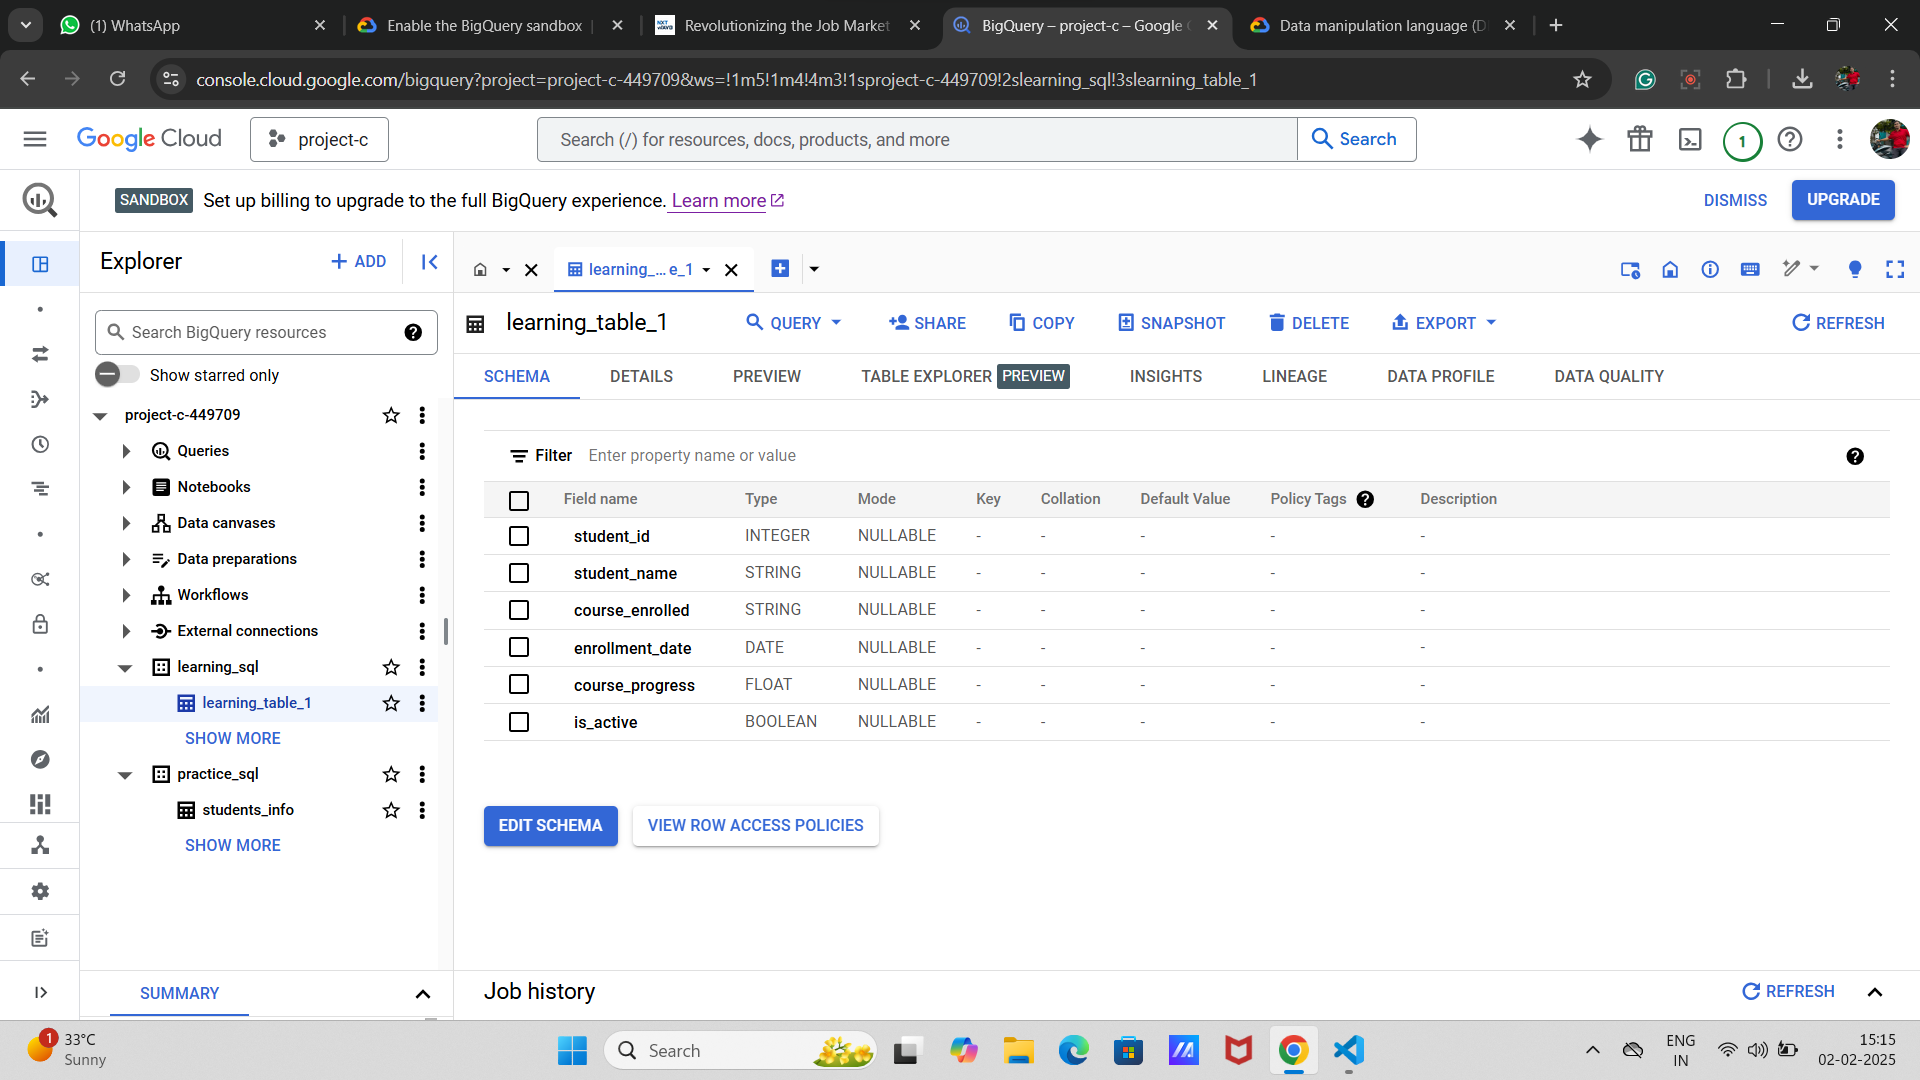 (1) WhatsApp
Enable the BigQuery sandbox
Revolutionizing the Job Market
BigQuery – project-c – Google
Data manipulation language (D
console.cloud.google.com/bigquery?project=project-c-449709&ws=!1m5!1m4!4m3!1sproject-c-449709!2slearning_sql!3slearning_table_1
Google Cloud
project-c
Search (/) for resources, docs, products, and more
Search
1
SANDBOX Set up billing to upgrade to the full BigQuery experience. Learn more
DISMISS
UPGRADE
Explorer
+ ADD
learning_... e_1
Search BigQuery resources
Show starred only
project-c-449709
Queries
Notebooks
Data canvases
Data preparations
Workflows
External connections
learning_sql
learning_table_1
SHOW MORE
practice_sql
students_info
SHOW MORE
SUMMARY
learning_table_1
QUERY
SHARE
COPY
SNAPSHOT
DELETE
EXPORT
REFRESH
SCHEMA DETAILS PREVIEW TABLE EXPLORER PREVIEW INSIGHTS LINEAGE DATA PROFILE DATA QUALITY
Filter Enter property name or value
Field name Type Mode Key Collation Default Value Policy Tags Description
student_id INTEGER NULLABLE - - - - -
student_name STRING NULLABLE - - - - -
course_enrolled STRING NULLABLE - - - - -
enrollment_date DATE NULLABLE - - - - -
course_progress FLOAT NULLABLE - - - - -
is_active BOOLEAN NULLABLE - - - - -
EDIT SCHEMA
VIEW ROW ACCESS POLICIES
Job history
REFRESH
1
33°C
Sunny
Search
ENG
IN
15:15
02-02-2025